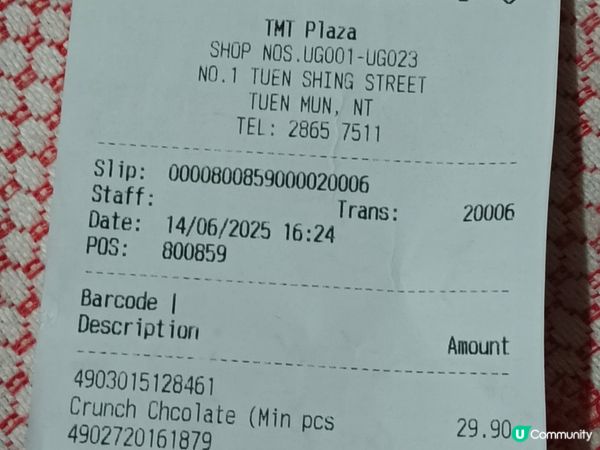 TMT Plaza
SHOP NOS.UG001-UG023
NO.1 TUEN SHING STREET
TUEN MUN, NT
TEL: 2865 7511
Slip: 0000800859000020006
Staff: Trans: 20006
Date: 14/06/2025 16:24
POS: 800859
Barcode |
Description Amount
4903015128461
Crunch Chcolate (Min pcs 29.90
4902720161879
U Community